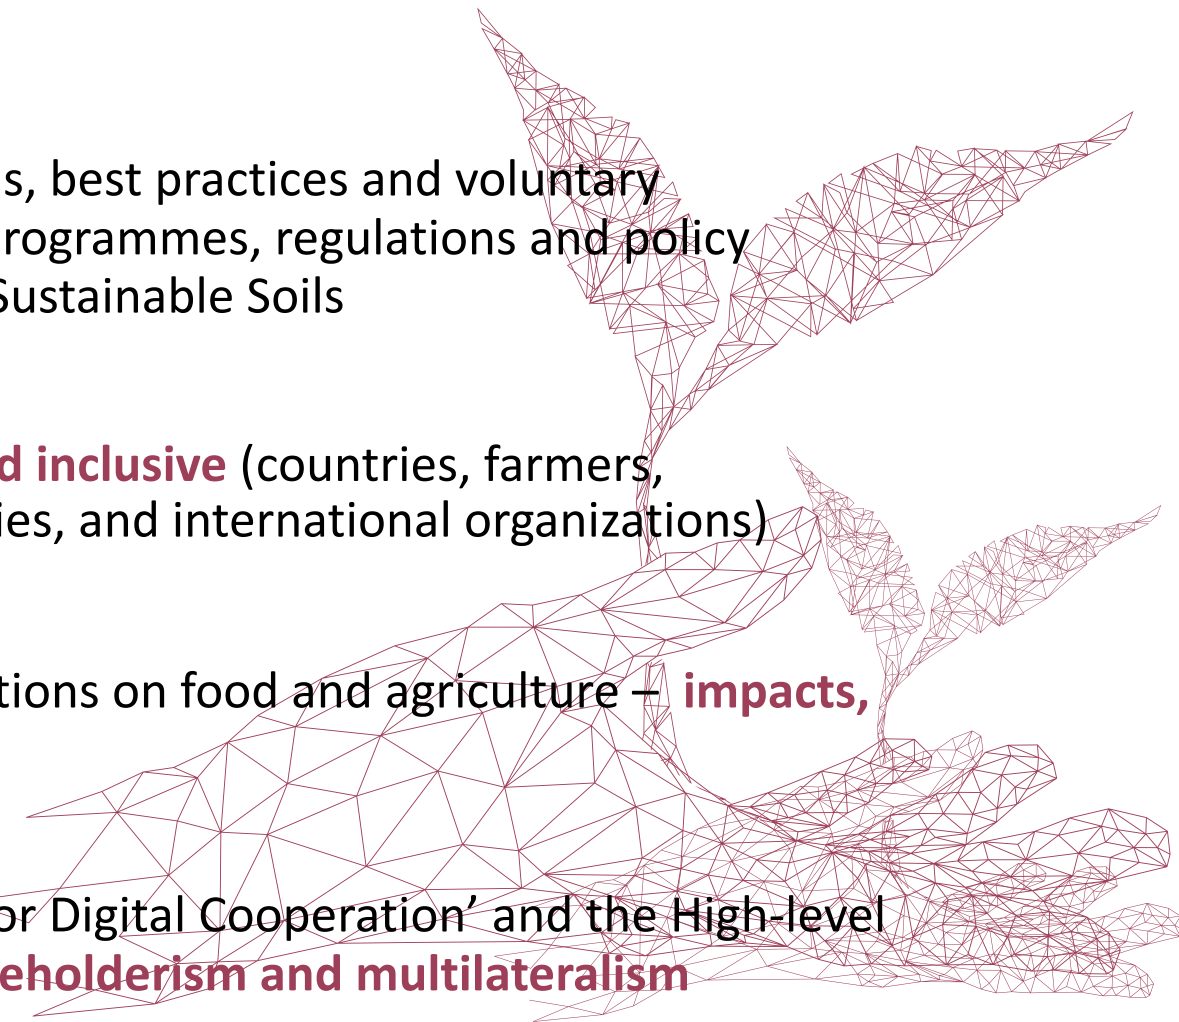 s, best practices and voluntary
rogrammes, regulations and policy
Sustainable Soils
d inclusive (countries, farmers,
ies, and international organizations)
tions on food and agriculture – impacts,
or Digital Cooperation’ and the High-level
eholderism and multilateralism